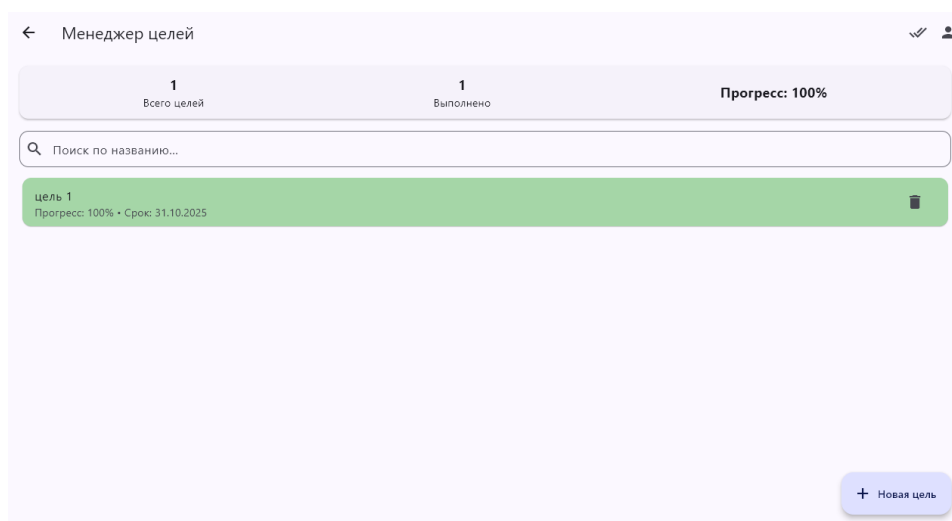 Менеджер целей
1
Всего целей
1
Выполнено
Прогресс: 100%
Поиск по названию...
цель 1
Прогресс: 100% • Срок: 31.10.2025
Новая цель